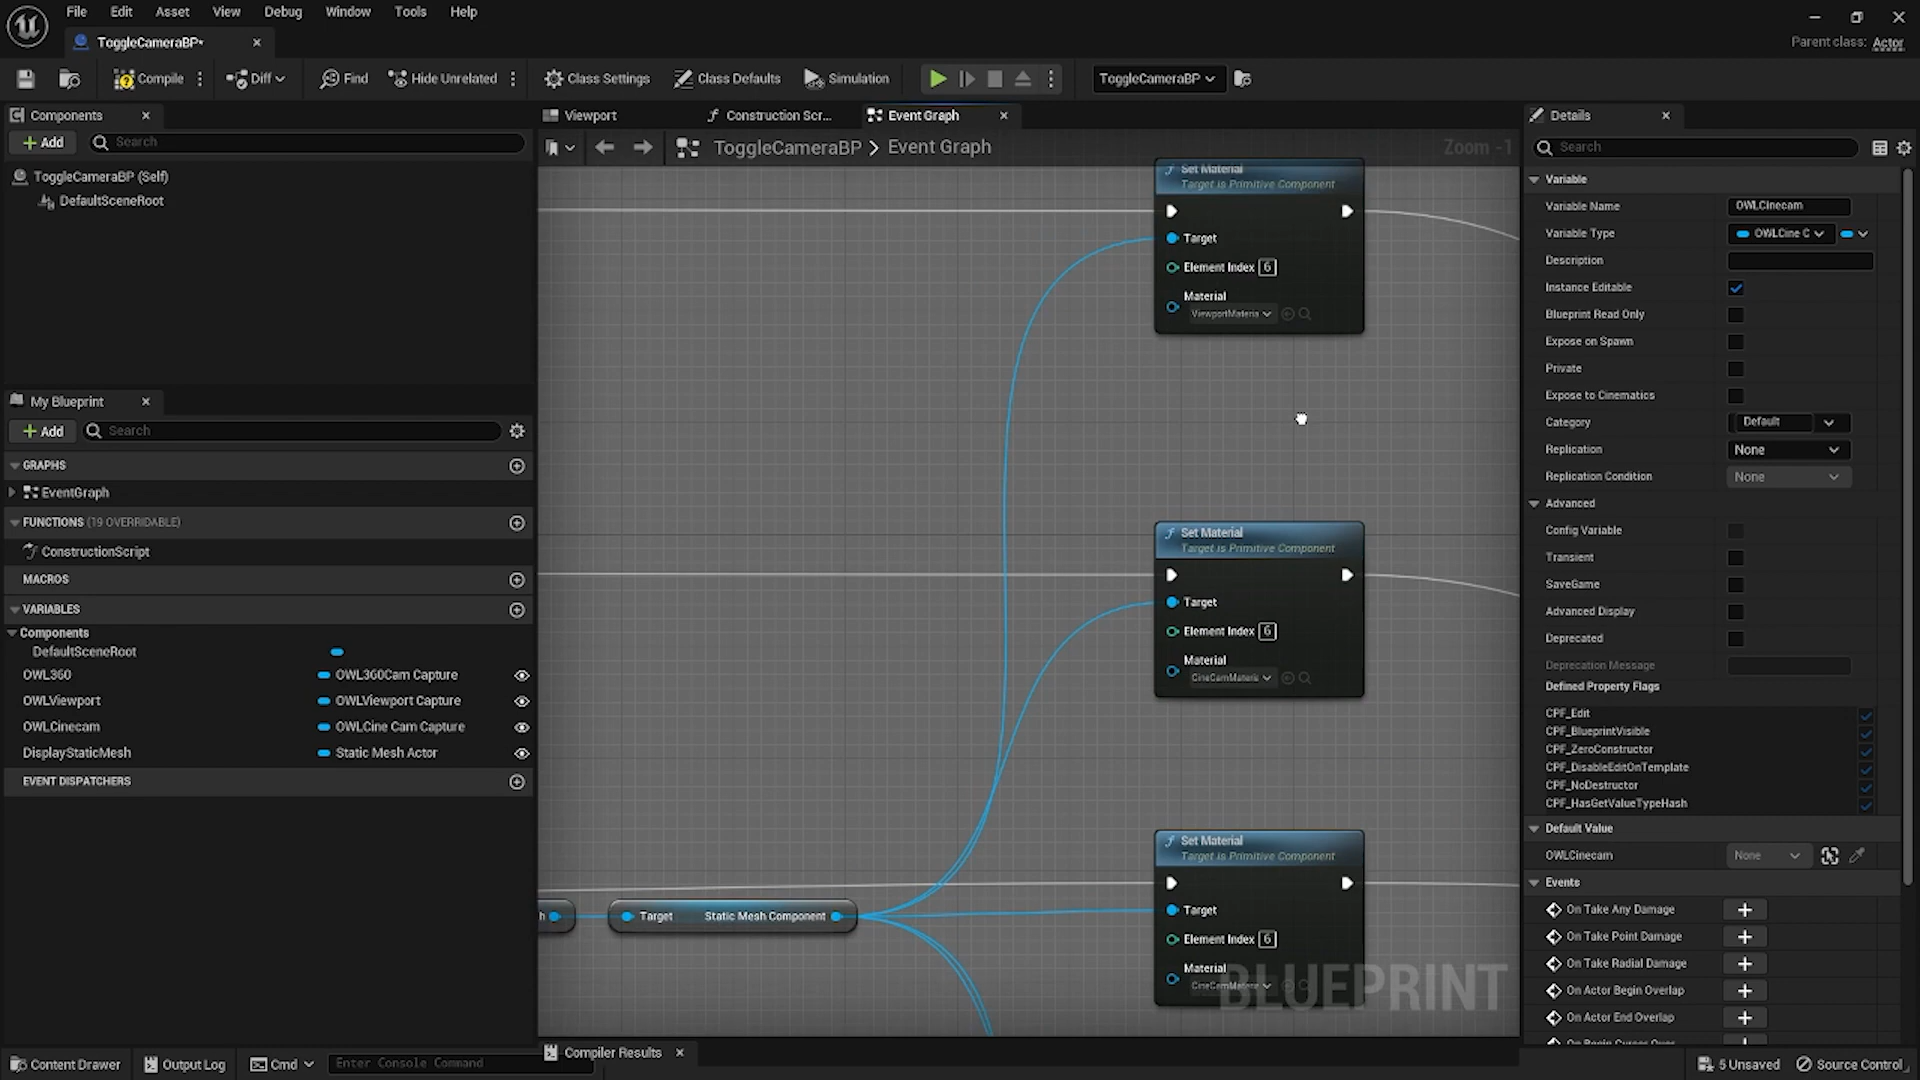 File Edit Asset View Debug Window Tools Help
ToggleCameraBP*
Parent class: Actor
Compile Diff Find Hide Unrelated Class Settings Class Defaults Simulation ToggleCameraBP
Components
Add Search
ToggleCameraBP (Self)
DefaultSceneRoot
My Blueprint
Add Search
GRAPHS
EventGraph
FUNCTIONS (19 OVERRIDABLE)
ConstructionScript
MACROS
VARIABLES
Components
DefaultSceneRoot
OWL360 OWL360Cam Capture
OWLViewport OWLViewport Capture
OWLCinecam OWLCine Cam Capture
DisplayStaticMesh Static Mesh Actor
EVENT DISPATCHERS
Viewport Construction Scr... Event Graph
ToggleCameraBP > Event Graph
Zoom -1
Set Material
Target is Primitive Component
Target
Element Index 6
Material
ViewportMateria
Set Material
Target is Primitive Component
Target
Element Index 6
Material
CineCamMateria
Set Material
Target is Primitive Component
Target
Element Index 6
Material
CineCamMateria
h
Target Static Mesh Component
BLUEPRINT
Compiler Results
Details
Search
Variable
Variable Name OWLCinecam
Variable Type OWLCine C
Description
Instance Editable
Blueprint Read Only
Expose on Spawn
Private
Expose to Cinematics
Category Default
Replication None
Replication Condition None
Advanced
Config Variable
Transient
SaveGame
Advanced Display
Deprecated
Deprecation Message
Defined Property Flags
CPF_Edit
CPF_BlueprintVisible
CPF_ZeroConstructor
CPF_DisableEditOnTemplate
CPF_NoDestructor
CPF_HasGetValueTypeHash
Default Value
OWLCinecam None
Events
On Take Any Damage
On Take Point Damage
On Take Radial Damage
On Actor Begin Overlap
On Actor End Overlap
Content Drawer Output Log Cmd Enter Console Command
5 Unsaved Source Control